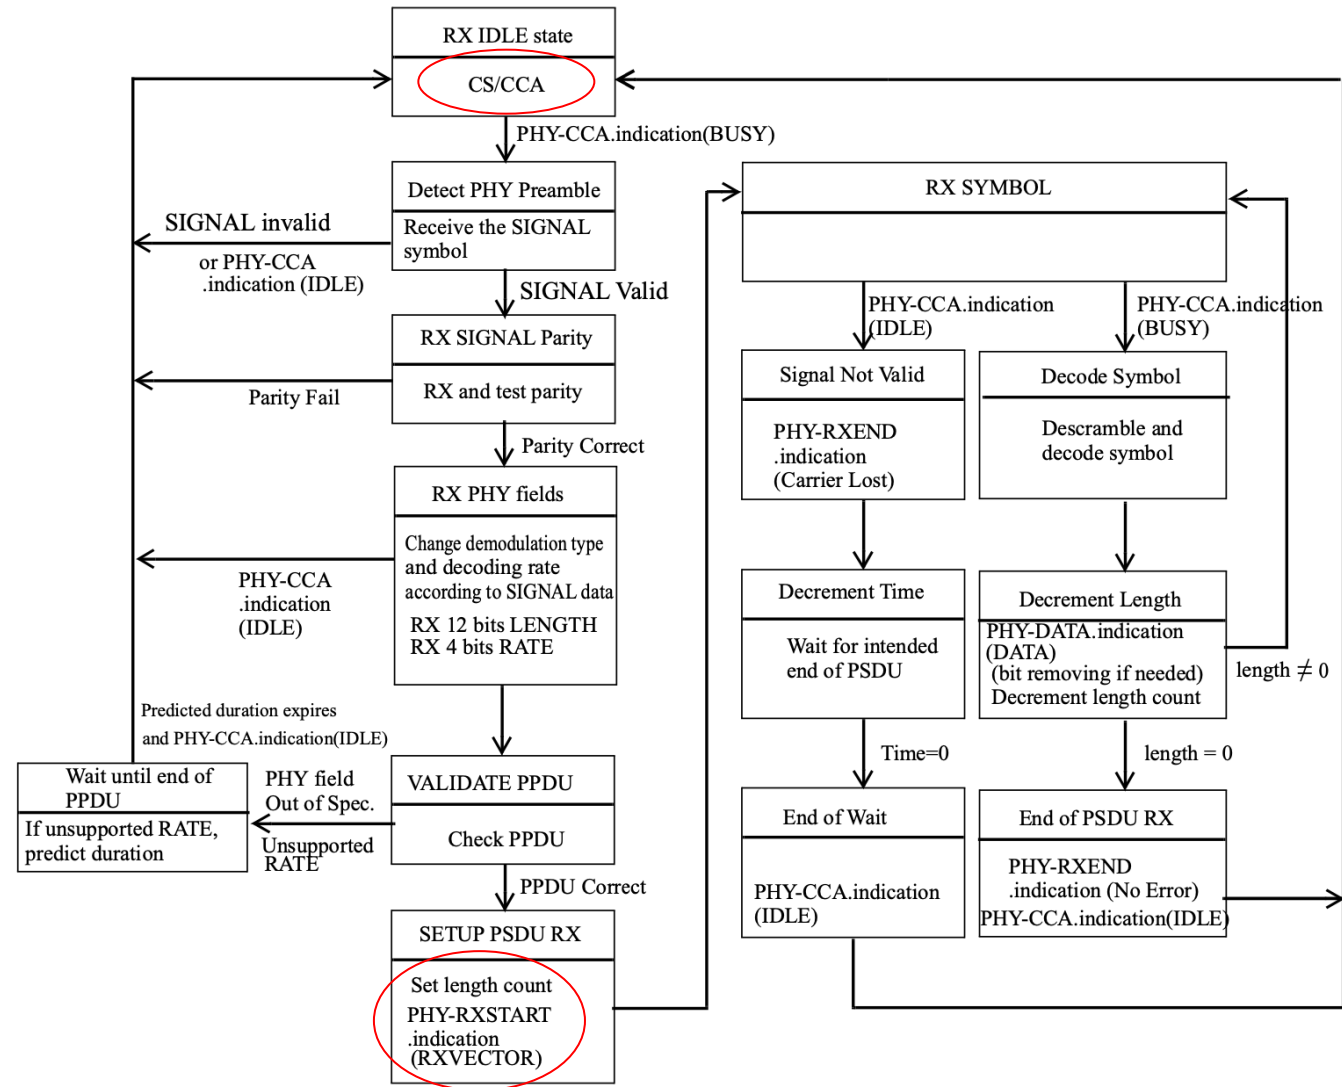 RX IDLE state
CS/CCA
PHY-CCA.indication(BUSY)
Detect PHY Preamble
Receive the SIGNAL
symbol
SIGNAL invalid
or PHY-CCA
.indication (IDLE)
SIGNAL Valid
RX SIGNAL Parity
RX and test parity
Parity Fail
Parity Correct
RX PHY fields
Change demodulation type
and decoding rate
according to SIGNAL data
RX 12 bits LENGTH
RX 4 bits RATE
PHY-CCA
.indication
(IDLE)
Predicted duration expires
and PHY-CCA.indication(IDLE)
Wait until end of
PPDU
If unsupported RATE,
predict duration
PHY field
Out of Spec.
Unsupported
RATE
VALIDATE PPDU
Check PPDU
PPDU Correct
SETUP PSDU RX
Set length count
PHY-RXSTART
.indication
(RXVECTOR)
RX SYMBOL
PHY-CCA.indication
(IDLE)
Signal Not Valid
PHY-RXEND
.indication
(Carrier Lost)
Decrement Time
Wait for intended
end of PSDU
Time=0
End of Wait
PHY-CCA.indication
(IDLE)
PHY-CCA.indication
(BUSY)
Decode Symbol
Descramble and
decode symbol
Decrement Length
PHY-DATA.indication
(DATA)
(bit removing if needed)
Decrement length count
length ≠ 0
length = 0
End of PSDU RX
PHY-RXEND
.indication (No Error)
PHY-CCA.indication(IDLE)